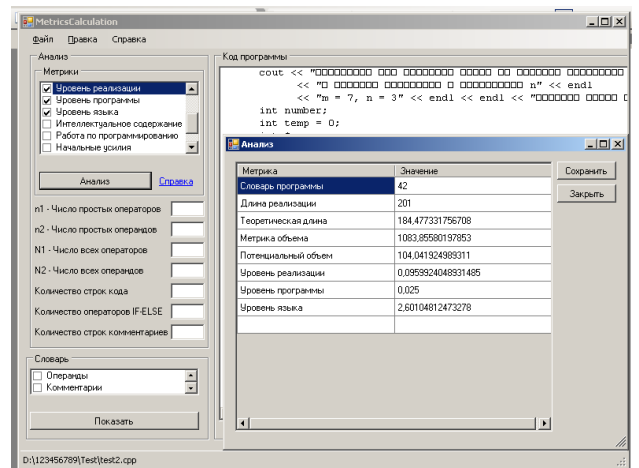 MetricsCalculation
Файл Правка Справка
Анализ
Метрики
Уровень реализации
Уровень программы
Уровень языка
Интеллектуальное содержание
Работа по программированию
Начальные усилия
Анализ Справка
n1 - Число простых операторов
n2 - Число простых операндов
N1 - Число всех операторов
N2 - Число всех операндов
Количество строк кода
Количество операторов IF-ELSE
Количество строк комментариев
Словарь
Операнды
Комментарии
Показать
Код программы
cout << "
<< " n" << endl
<< "m = 7, n = 3" << endl << endl << "
int number;
int temp = 0;
Анализ
Метрика Значение
Словарь программы 42
Длина реализации 201
Теоретическая длина 184,477331756708
Метрика объема 1083,85580197853
Потенциальный объем 104,041924989311
Уровень реализации 0,0959924048931485
Уровень программы 0,025
Уровень языка 2,60104812473278
Сохранить
Закрыть
D:\123456789\Test\test2.cpp